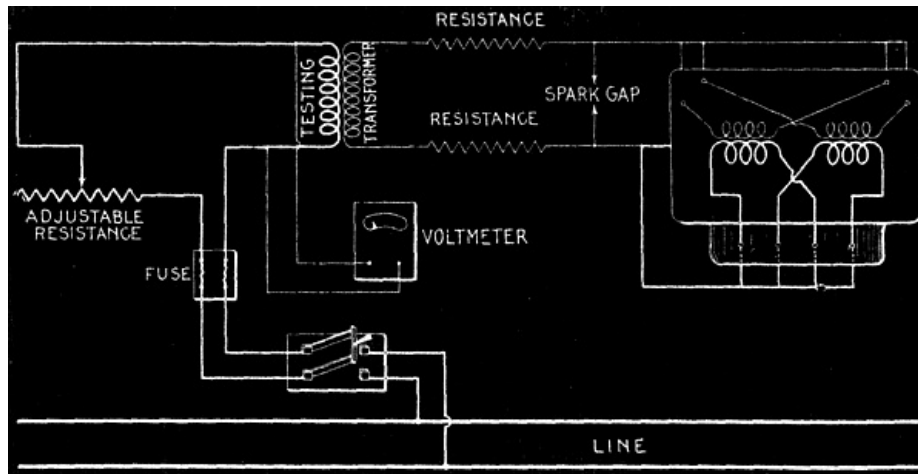 RESISTANCE
TESTING
TRANSFORMER
SPARK GAP
RESISTANCE
ADJUSTABLE
RESISTANCE
VOLTMETER
FUSE
LINE